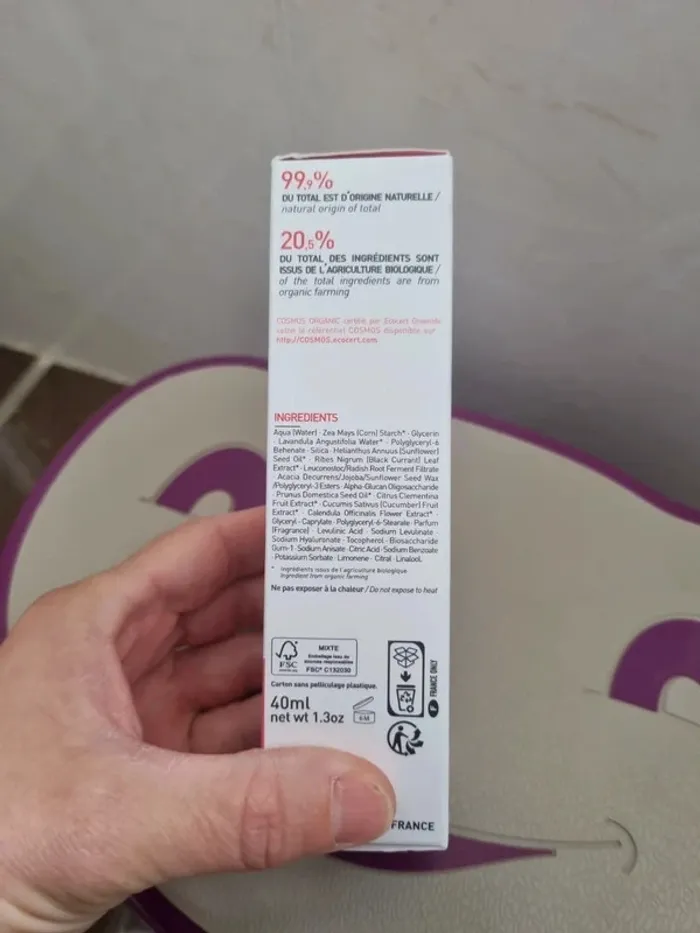 99,9%
DU TOTAL EST D'ORIGINE NATURELLE /
natural origin of total
20,5%
DU TOTAL DES INGRÉDIENTS SONT
ISSUS DE L'AGRICULTURE BIOLOGIQUE /
of the total ingredients are from
organic farming
COSMOS ORGANIC certifié par Ecocert Greenlife
selon le référentiel COSMOS disponible sur
http://COSMOS.ecocert.com
INGREDIENTS
Aqua (Water) · Zea Mays (Corn) Starch* · Glycerin
· Lavandula Angustifolia Water* · Polyglyceryl-6
Behenate · Silica · Helianthus Annuus (Sunflower)
Seed Oil* · Ribes Nigrum (Black Currant) Leaf
Extract* · Leuconostoc/Radish Root Ferment Filtrate
· Acacia Decurrens/Jojoba/Sunflower Seed Wax
/Polyglyceryl-3 Esters · Alpha-Glucan Oligosaccharide
· Prunus Domestica Seed Oil* · Citrus Clementina
Fruit Extract* · Cucumis Sativus (Cucumber) Fruit
Extract* · Calendula Officinalis Flower Extract* ·
Glyceryl · Caprylate · Polyglyceryl-6-Stearate · Parfum
(Fragrance) · Levulinic Acid · Sodium Levulinate ·
Sodium Hyaluronate · Tocopherol · Biosaccharide
Gum-1 · Sodium Anisate · Citric Acid · Sodium Benzoate
· Potassium Sorbate · Limonene · Citral · Linalool.
* ingrédients issus de l'agriculture biologique
ingredient from organic farming
Ne pas exposer à la chaleur / Do not expose to heat
FSC
MIXTE
Emballage issu de
sources responsables
FSC® C132030
Carton sans pelliculage plastique.
40ml
net wt 1.3oz
6M
FRANCE ONLY
FRANCE